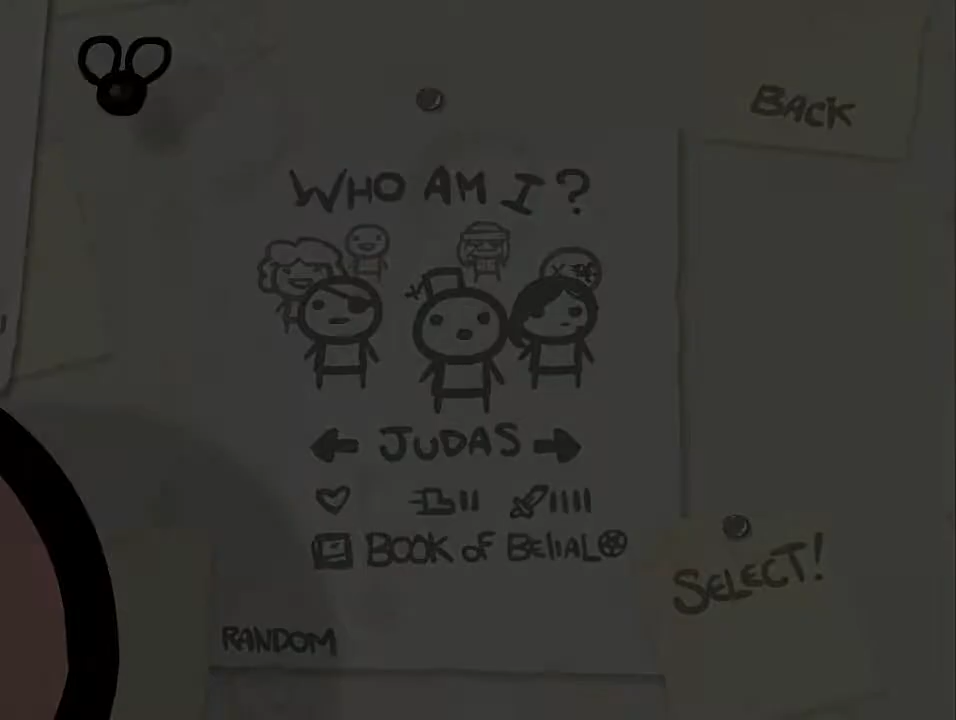 BACK
WHO AM I?
JUDAS
BOOK OF BELIAL
SELECT!
RANDOM